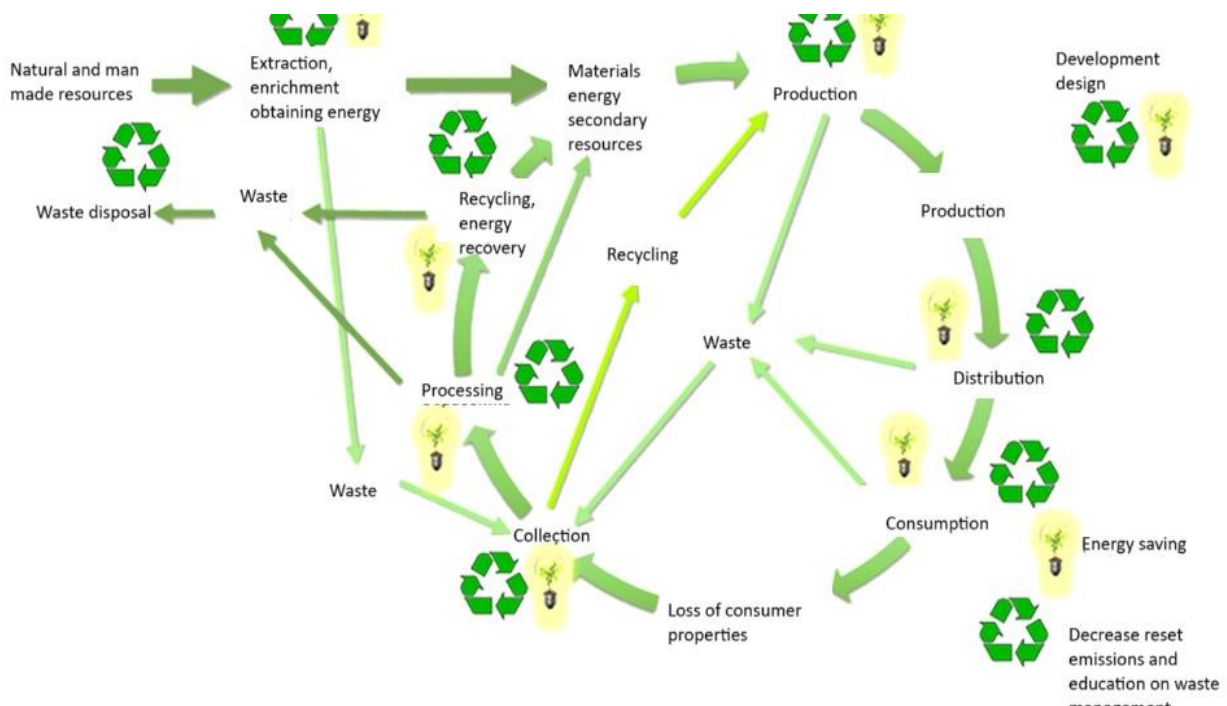 Natural and man
made resources
Extraction,
enrichment
obtaining energy
Materials
energy
secondary
resources
Production
Development
design
Waste disposal
Waste
Recycling,
energy
recovery
Production
Recycling
Waste
Distribution
Processing
Waste
Collection
Consumption
Energy saving
Loss of consumer
properties
Decrease reset
emissions and
education on waste
management